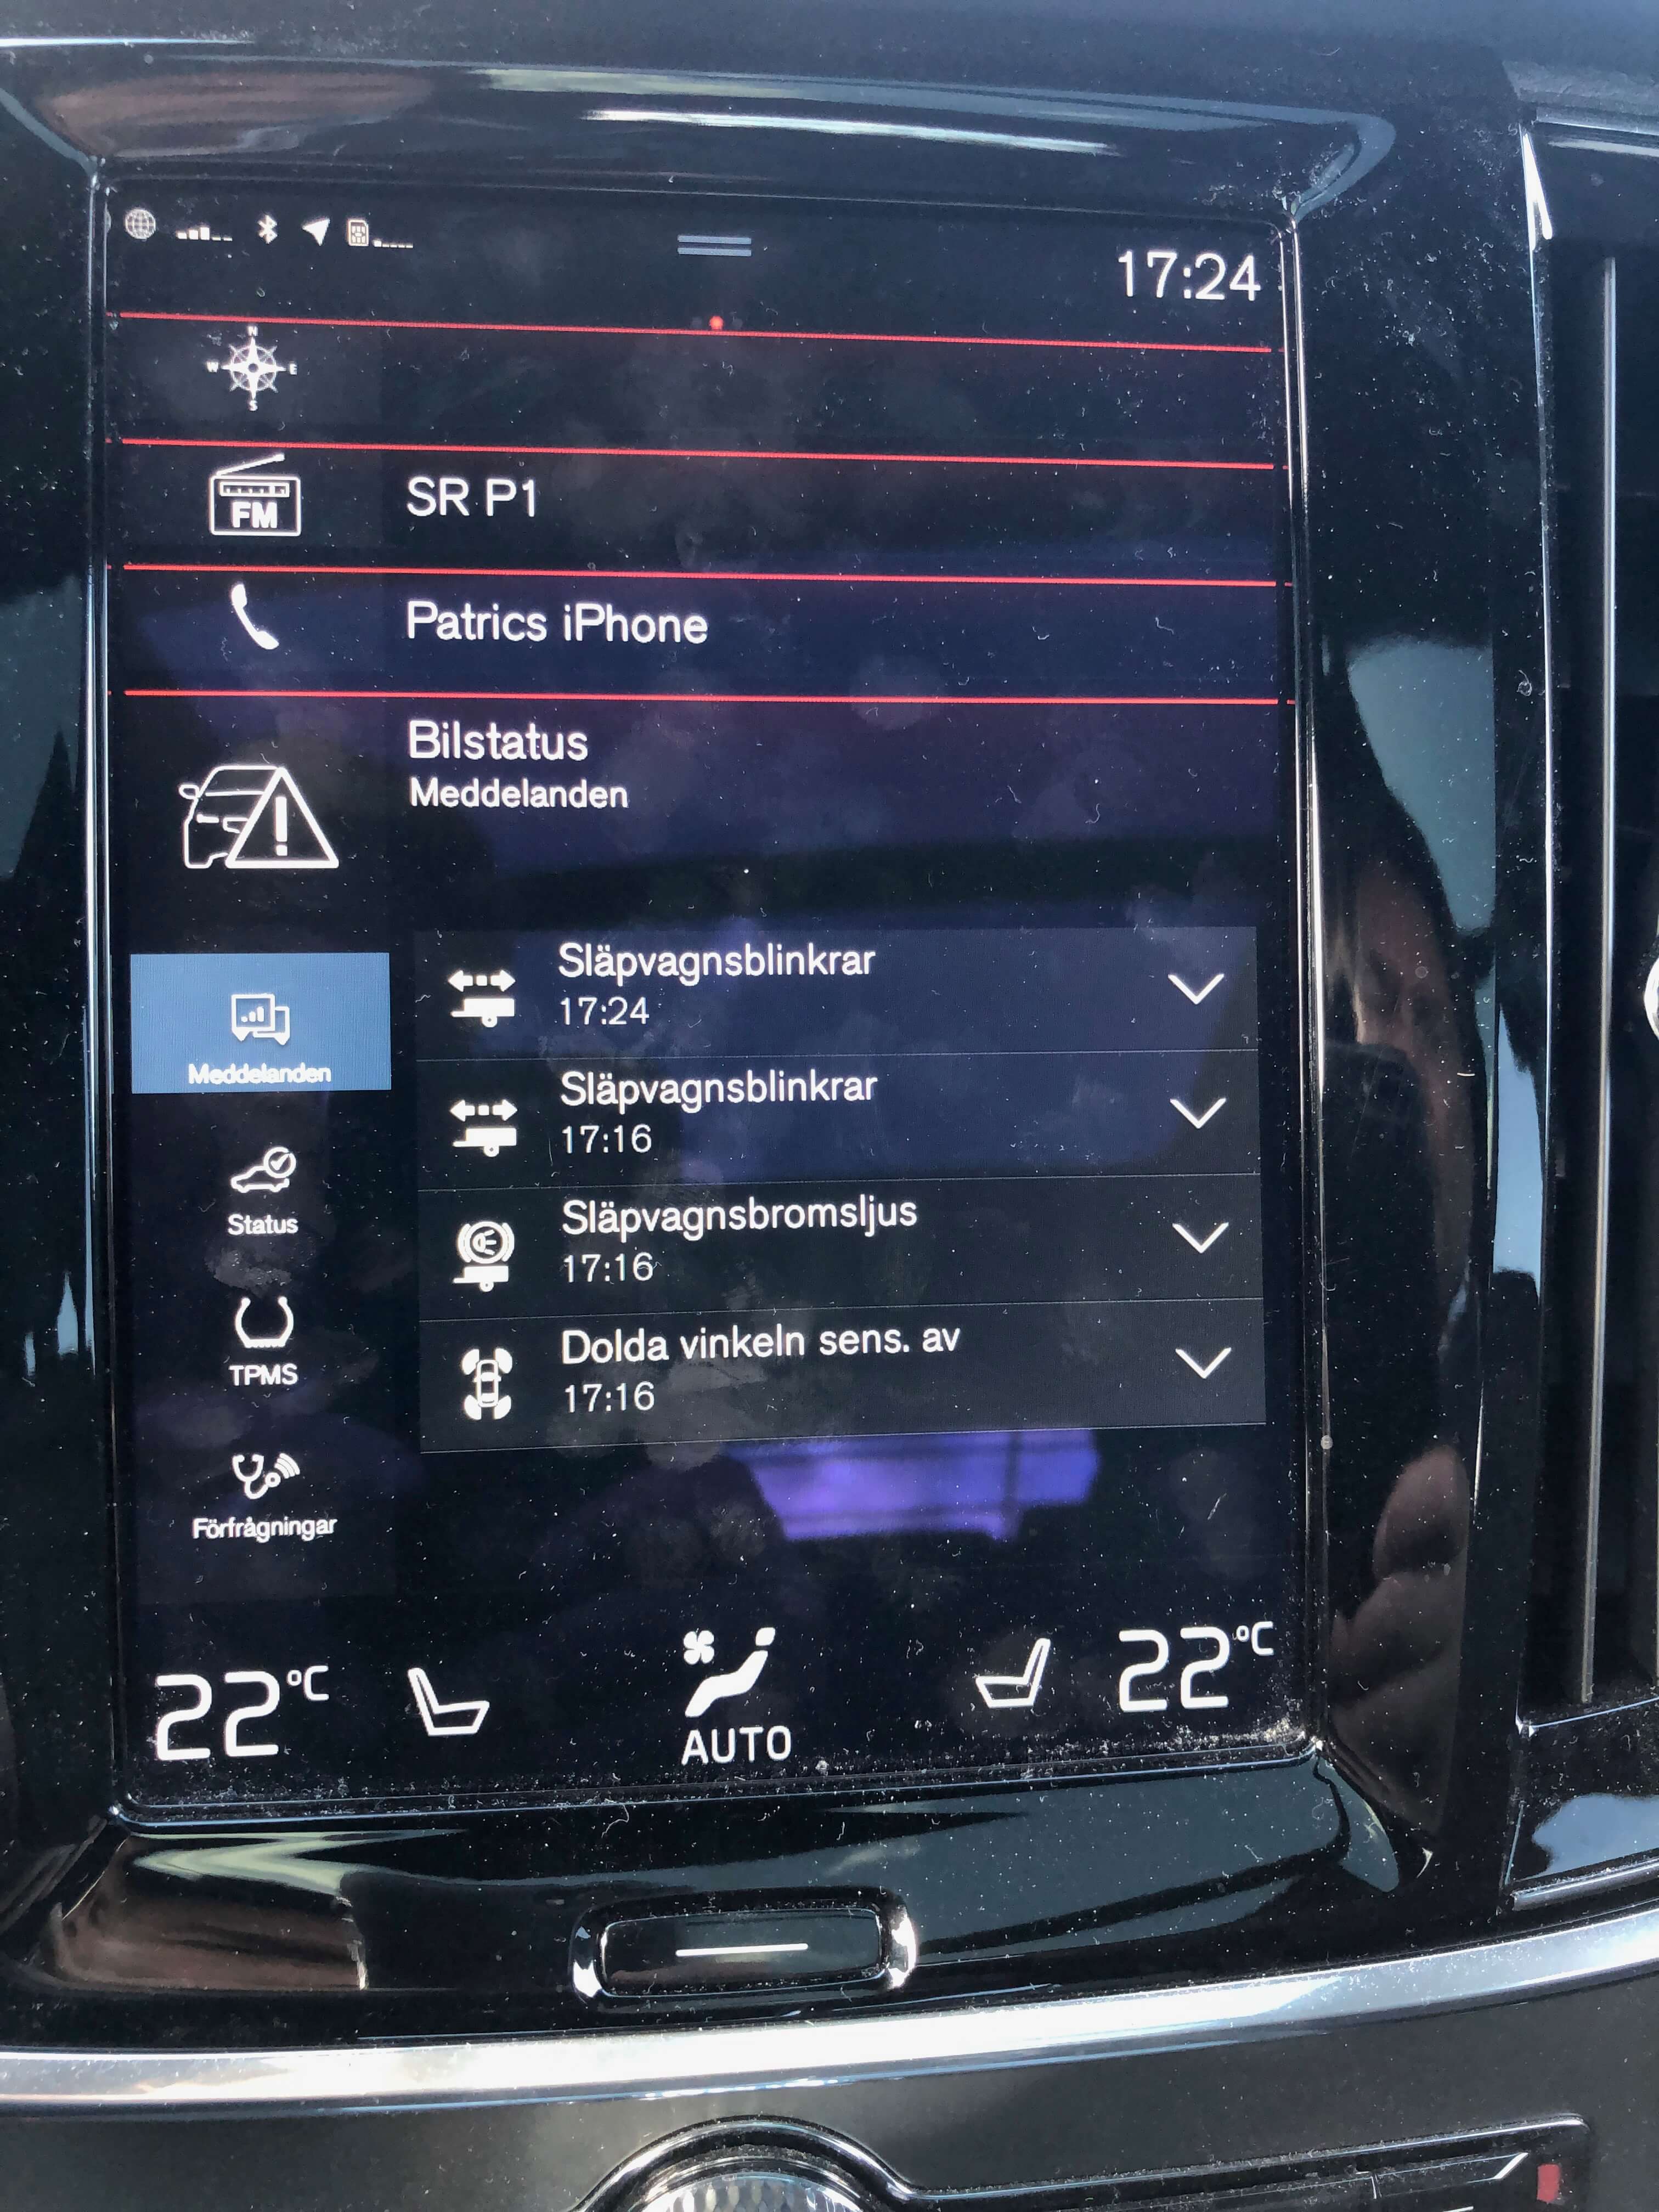 17:24
N
W E
S
FM
SR P1
Patrics iPhone
Bilstatus
Meddelanden
Meddelanden
Status
TPMS
Förfrågningar
Släpvagnsblinkrar
17:24
Släpvagnsblinkrar
17:16
Släpvagnsbromsljus
17:16
Dolda vinkeln sens. av
17:16
22°C
AUTO
22°C